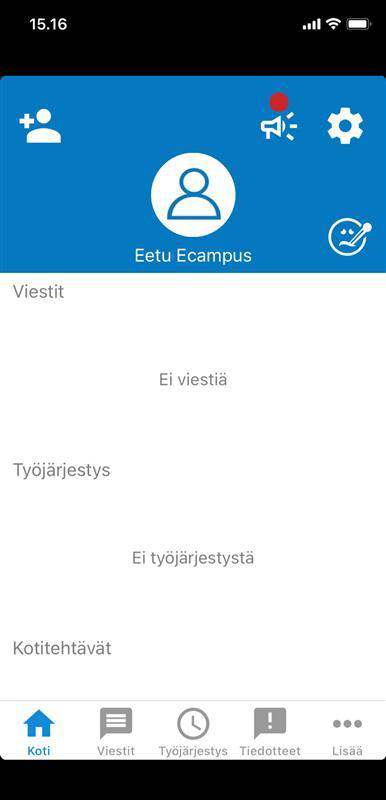 15.16
Eetu Ecampus
Viestit
Ei viestiä
Työjärjestys
Ei työjärjestystä
Kotitehtävät
Koti
Viestit
Työjärjestys
Tiedotteet
Lisää